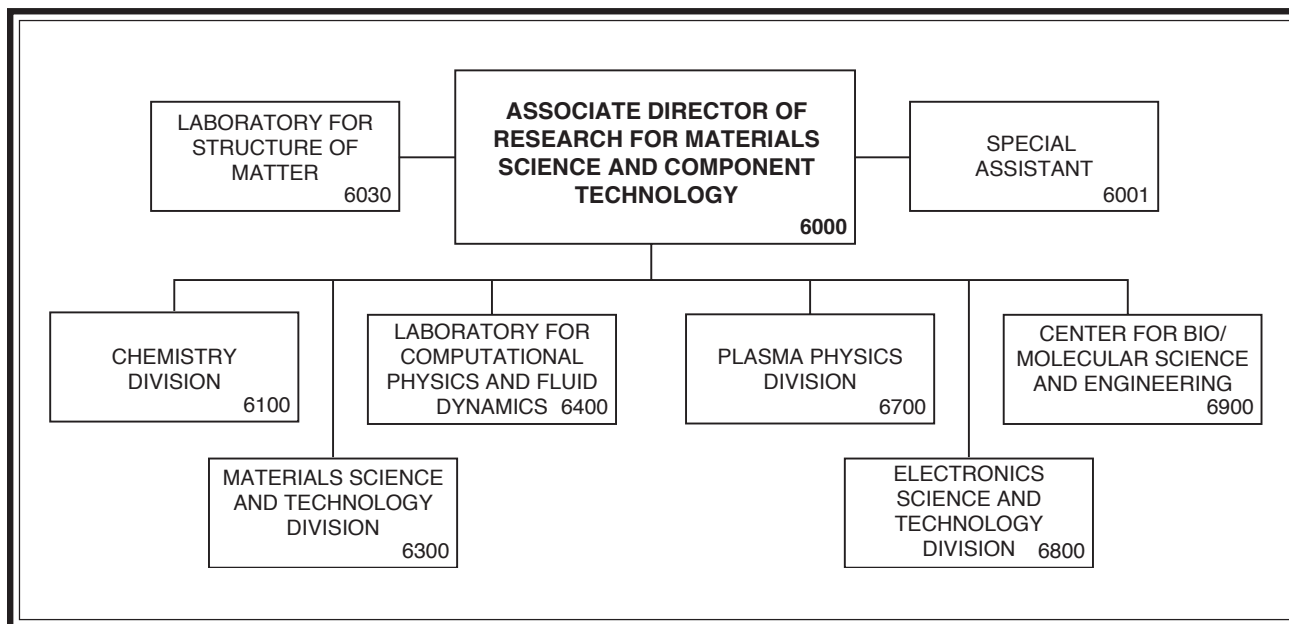 LABORATORY FOR
STRUCTURE OF
MATTER
6030
ASSOCIATE DIRECTOR OF
RESEARCH FOR MATERIALS
SCIENCE AND COMPONENT
TECHNOLOGY
6000
SPECIAL
ASSISTANT
6001
CHEMISTRY
DIVISION
6100
LABORATORY FOR
COMPUTATIONAL
PHYSICS AND FLUID
DYNAMICS 6400
PLASMA PHYSICS
DIVISION
6700
CENTER FOR BIO/
MOLECULAR SCIENCE
AND ENGINEERING
6900
MATERIALS SCIENCE
AND TECHNOLOGY
DIVISION
6300
ELECTRONICS
SCIENCE AND
TECHNOLOGY
DIVISION 6800